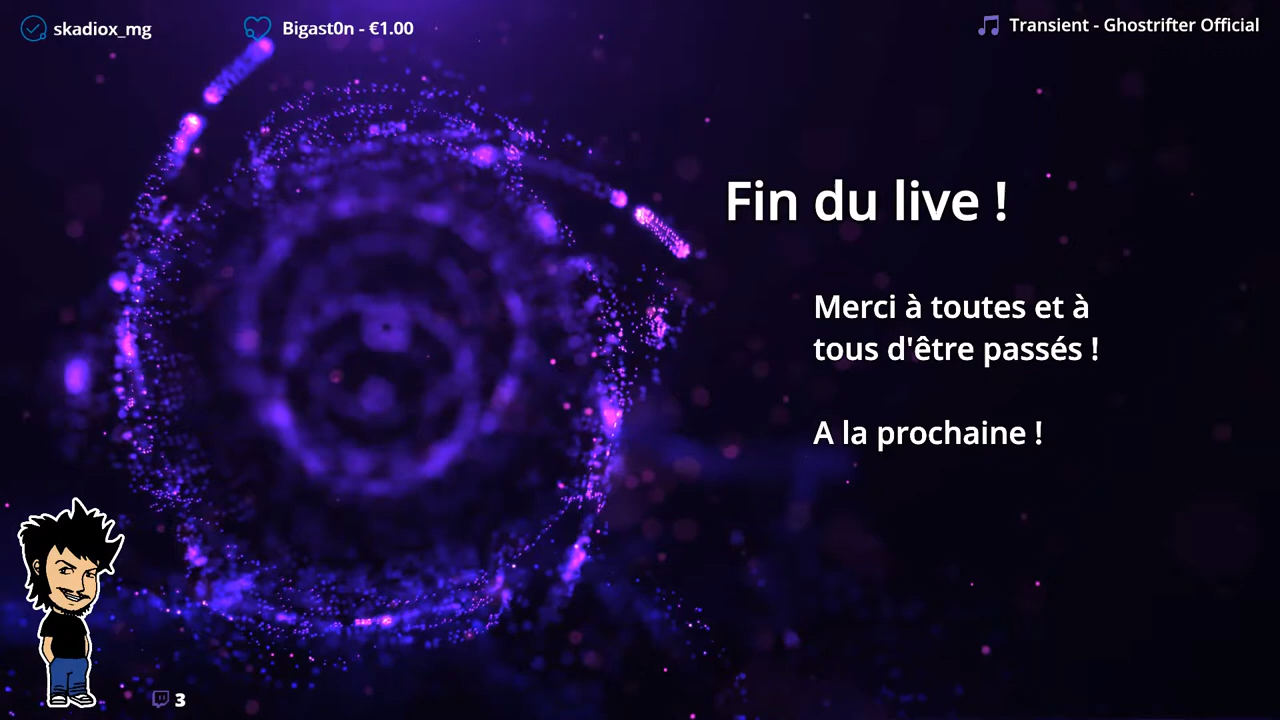 skadiox_mg
Bigast0n - €1.00
Transient - Ghostrifter Official
Fin du live !
Merci à toutes et à
tous d'être passés !
A la prochaine !
3